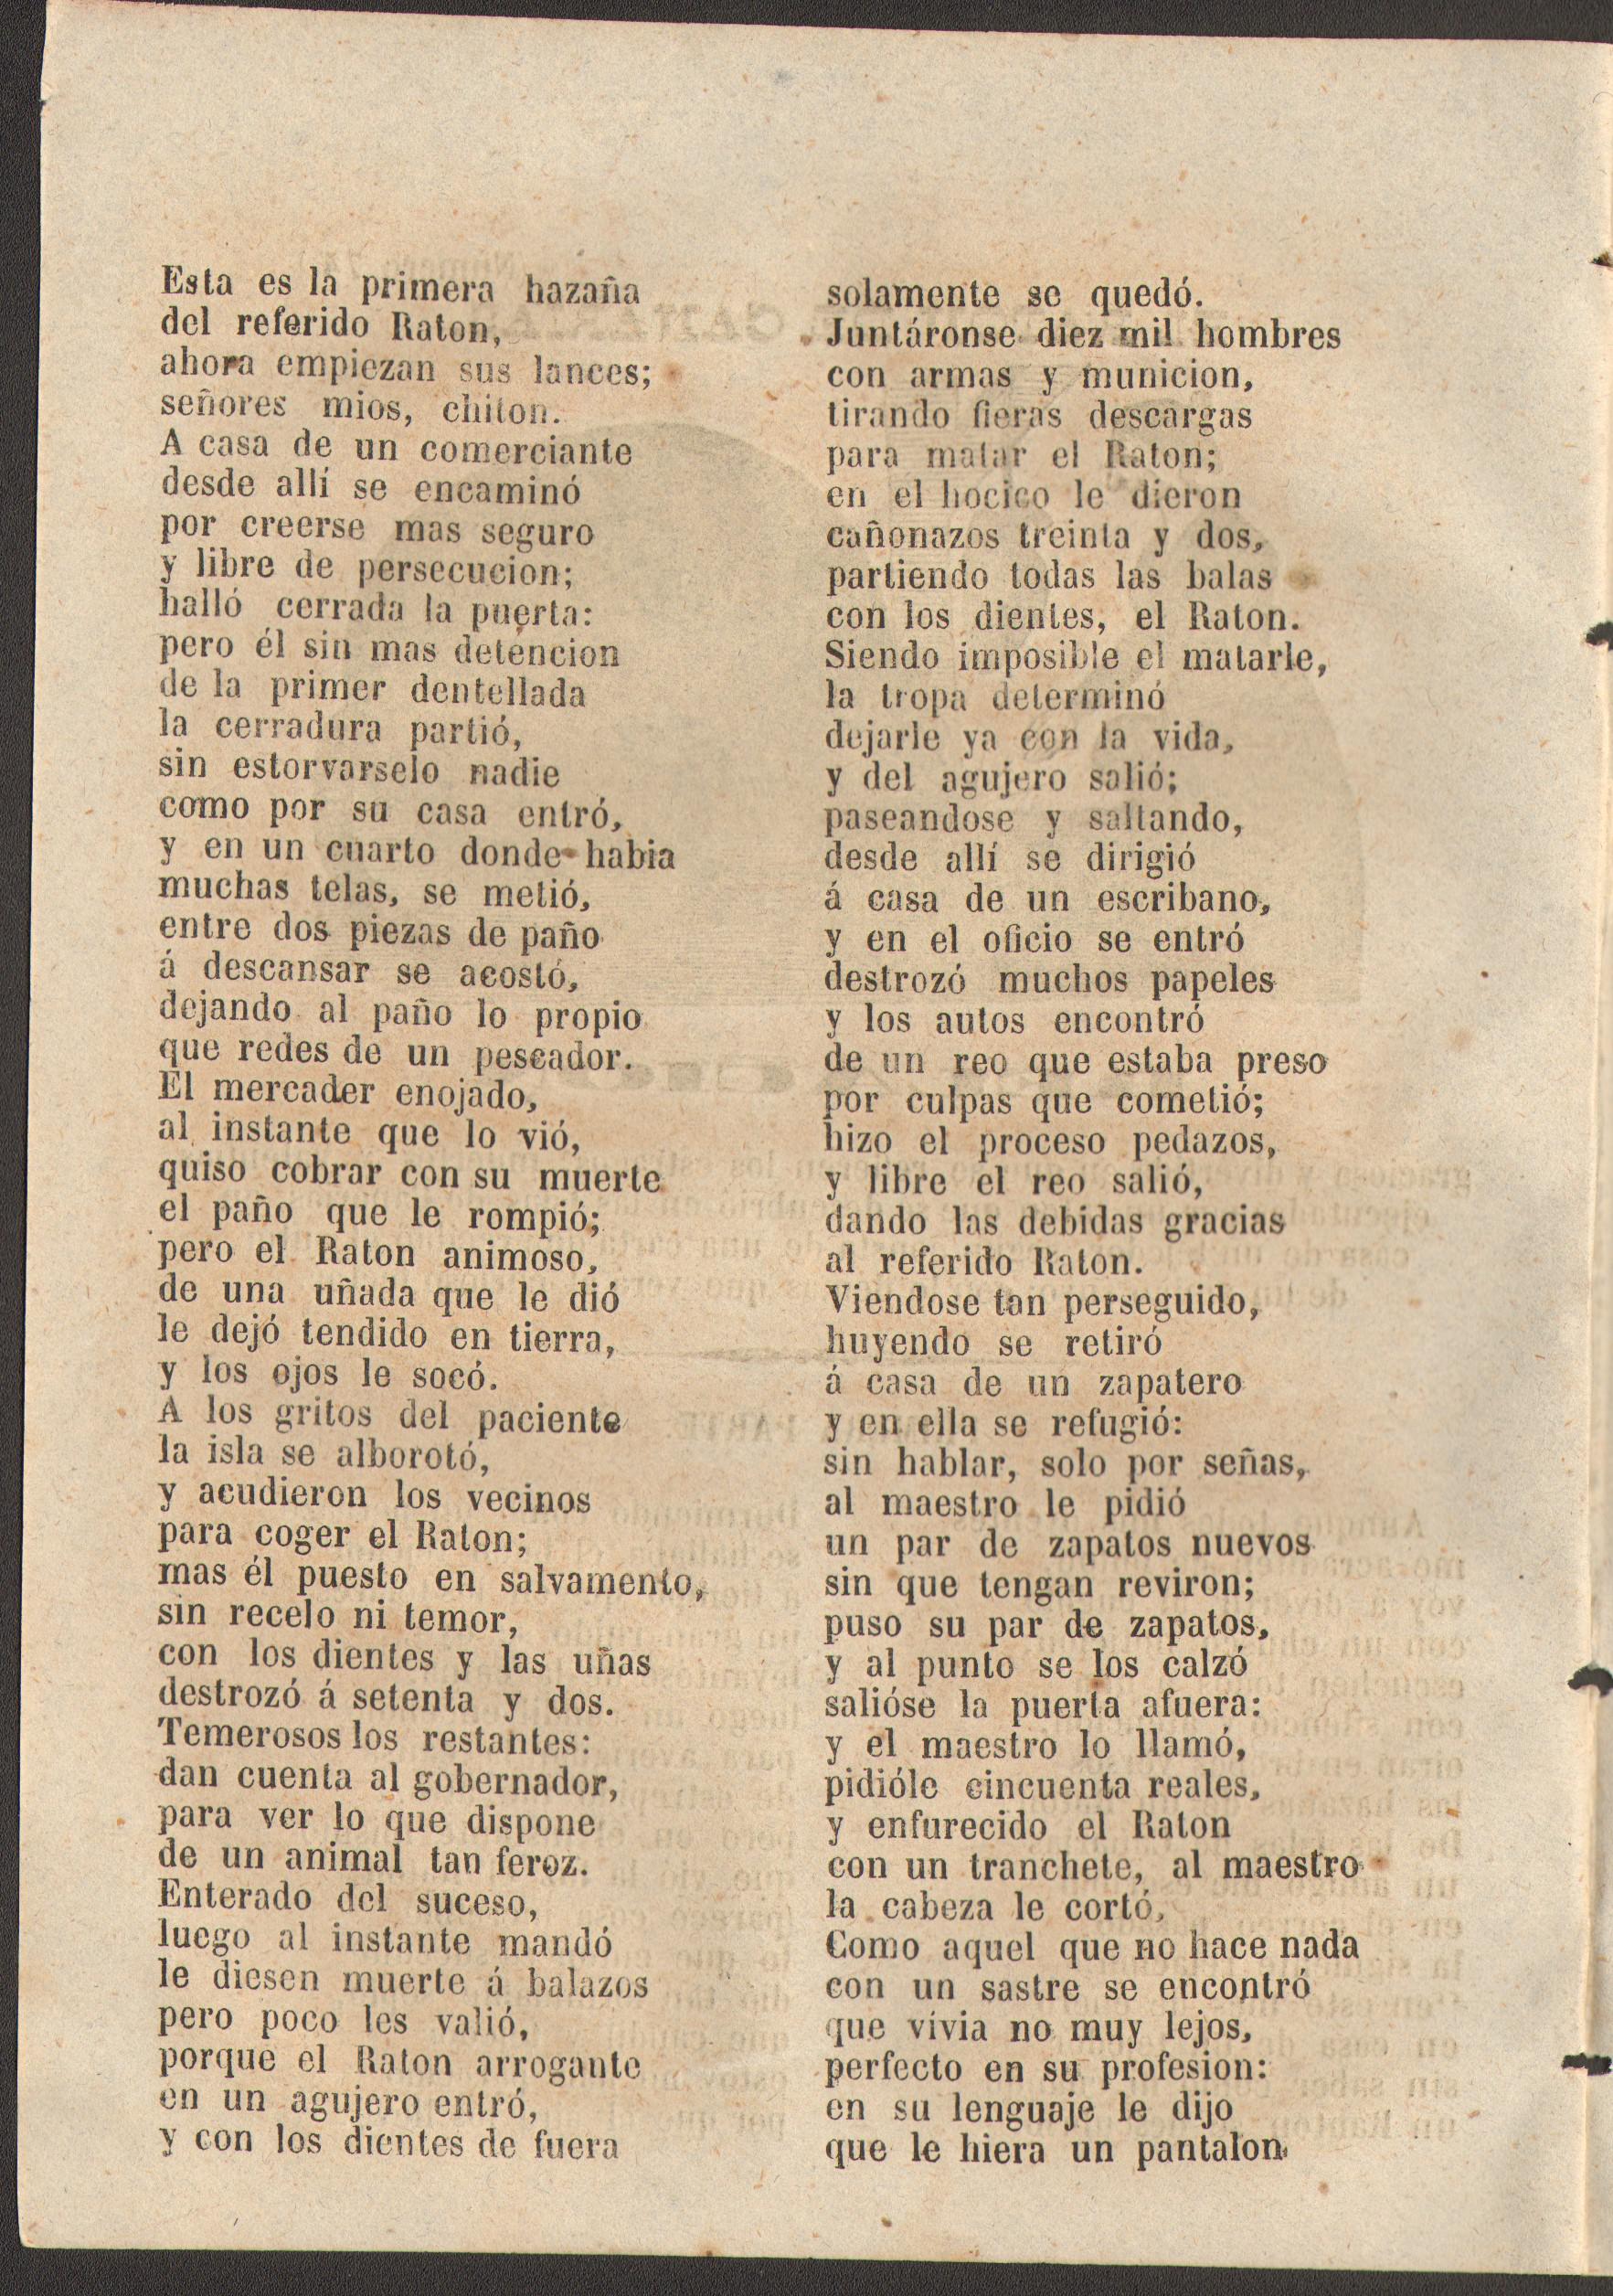 Esta es la primera hazaña
del referido Raton,
ahora empiezan sus lances;
señores mios, chiton.
A casa de un comerciante
desde allí se encaminó
por creerse mas seguro
y libre de persecucion;
halló cerrada la puerta:
pero él sin mas detencion
de la primer dentellada
la cerradura partió,
sin estorvarselo nadie
como por su casa entró,
y en un cuarto donde habia
muchas telas, se metió,
entre dos piezas de paño
á descansar se acostó,
dejando al paño lo propio
que redes de un pescador.
El mercader enojado,
al instante que lo vió,
quiso cobrar con su muerte
el paño que le rompió;
pero el Raton animoso,
de una uñada que le dió
le dejó tendido en tierra,
y los ojos le socó.
A los gritos del paciente
la isla se alborotó,
y acudieron los vecinos
para coger el Raton;
mas él puesto en salvamento,
sin recelo ni temor,
con los dientes y las uñas
destrozó á setenta y dos.
Temerosos los restantes:
dan cuenta al gobernador,
para ver lo que dispone
de un animal tan feroz.
Enterado del suceso,
luego al instante mandó
le diesen muerte á balazos
pero poco les valió,
porque el Raton arrogante
en un agujero entró,
y con los dientes de fuera
solamente se quedó.
Juntáronse diez mil hombres
con armas y municion,
tirando fieras descargas
para matar el Raton;
en el hocico le dieron
cañonazos treinta y dos,
partiendo todas las balas
con los dientes, el Raton.
Siendo imposible el matarle,
la tropa determinó
dejarle ya con la vida,
y del agujero salió;
paseandose y saltando,
desde allí se dirigió
á casa de un escribano,
y en el oficio se entró
destrozó muchos papeles
y los autos encontró
de un reo que estaba preso
por culpas que cometió;
hizo el proceso pedazos,
y libre el reo salió,
dando las debidas gracias
al referido Raton.
Viendose tan perseguido,
huyendo se retiró
á casa de un zapatero
y en ella se refugió:
sin hablar, solo por señas,
al maestro le pidió
un par de zapatos nuevos
sin que tengan reviron;
puso su par de zapatos,
y al punto se los calzó
salióse la puerta afuera:
y el maestro lo llamó,
pidióle cincuenta reales,
y enfurecido el Raton
con un tranchete, al maestro
la cabeza le cortó,
Como aquel que no hace nada
con un sastre se encontró
que vivia no muy lejos,
perfecto en su profesion:
en su lenguaje le dijo
que le hiera un pantalon